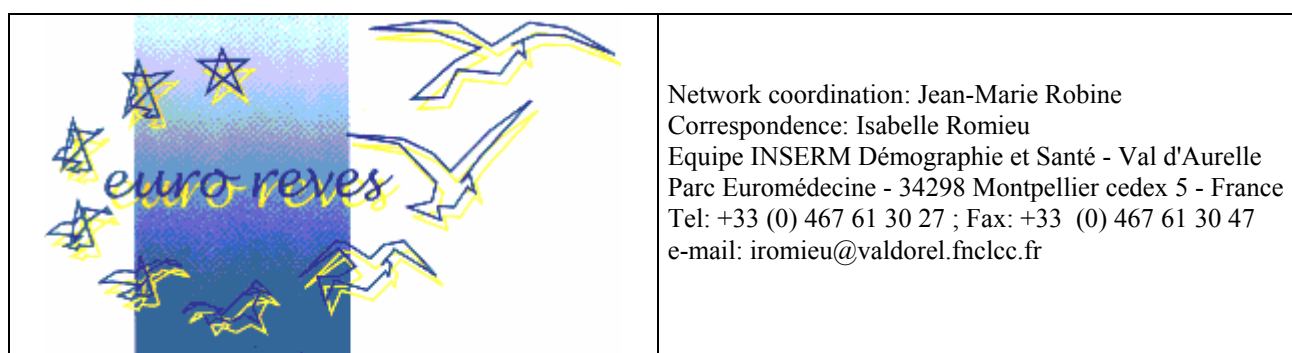 euro reves
Network coordination: Jean-Marie Robine
Correspondence: Isabelle Romieu
Equipe INSERM Démographie et Santé - Val d'Aurelle
Parc Euromédecine - 34298 Montpellier cedex 5 - France
Tel: +33 (0) 467 61 30 27 ; Fax: +33 (0) 467 61 30 47
e-mail: iromieu@valdorel.fnclcc.fr